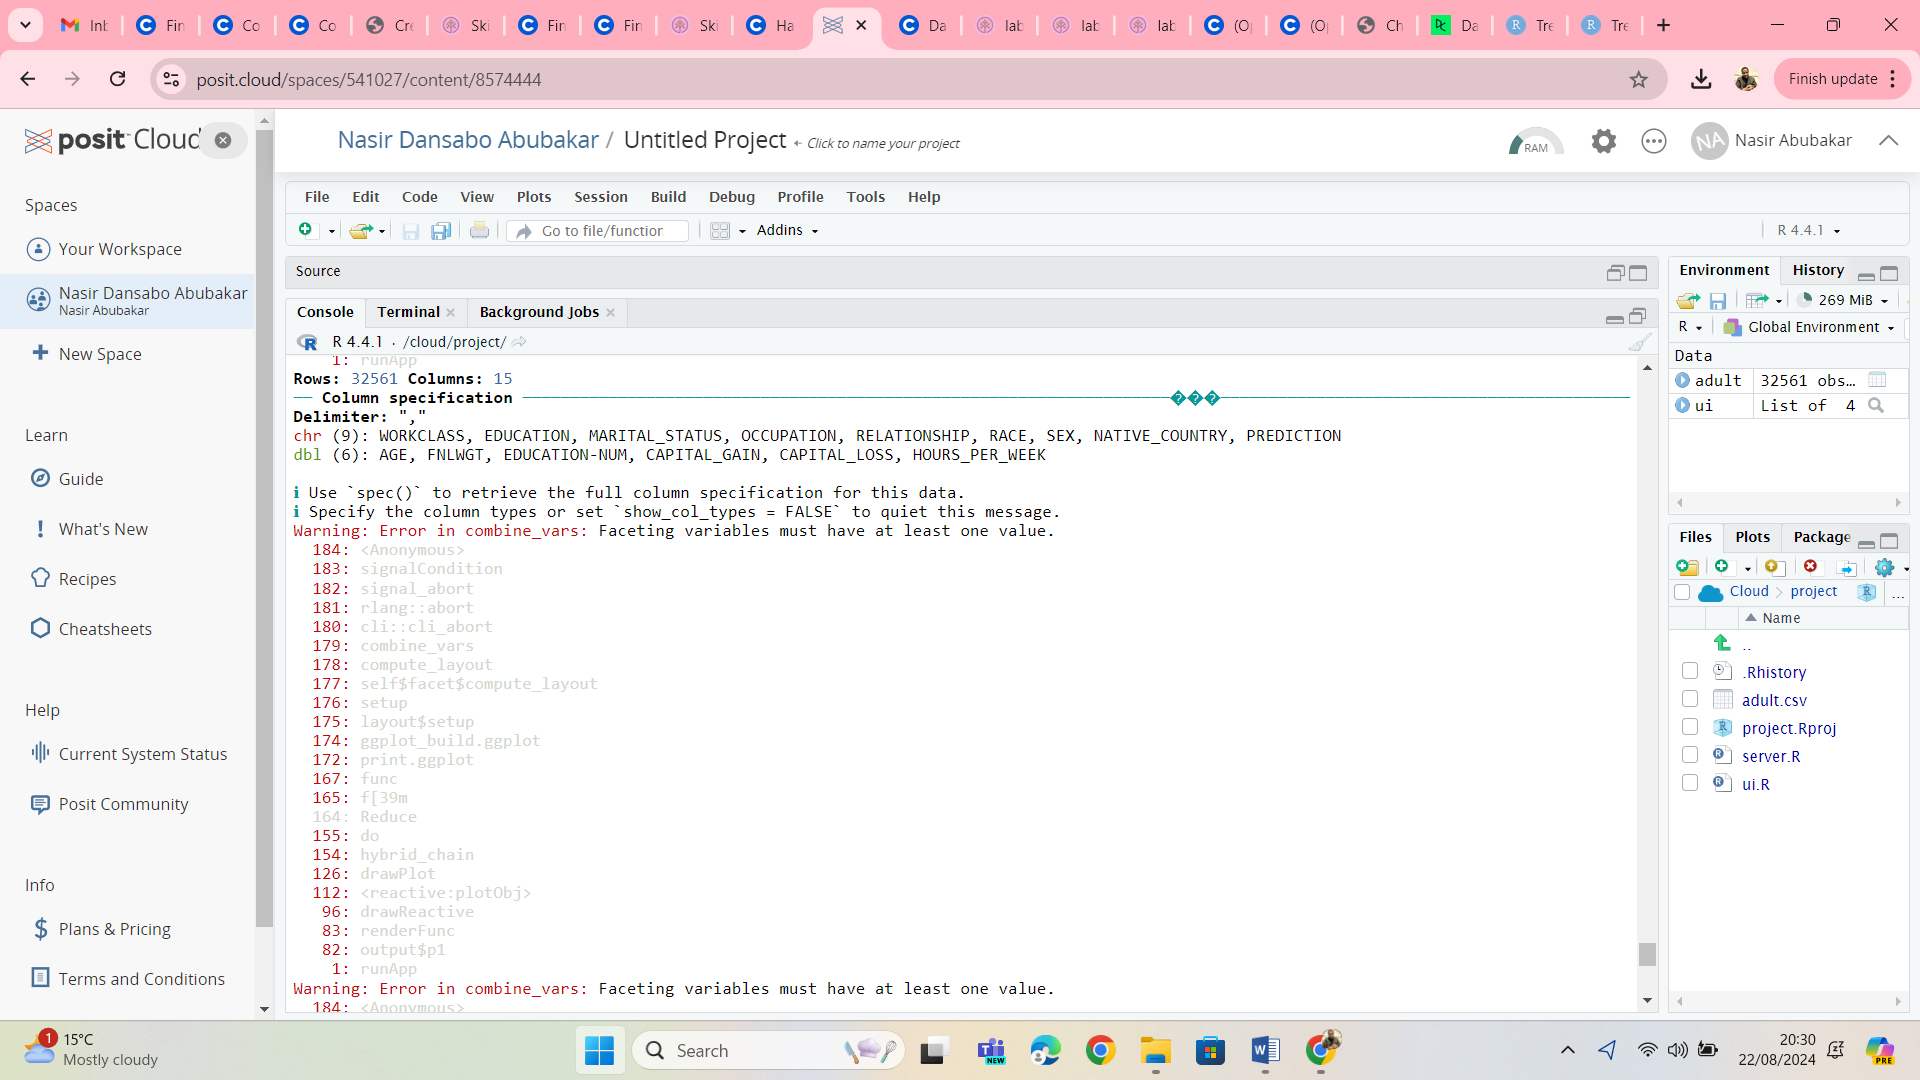 Inb
Fin
Co
Co
Cre
Ski
Fin
Fin
Ski
Ha
Da
lab
lab
lab
(O
(O
Ch
Da
Tre
Tre
posit.cloud/spaces/541027/content/8574444
Finish update
posit Cloud
Nasir Dansabo Abubakar / Untitled Project ← Click to name your project
RAM
NA
Nasir Abubakar
Spaces
Your Workspace
Nasir Dansabo Abubakar
Nasir Abubakar
New Space
Learn
Guide
What's New
Recipes
Cheatsheets
Help
Current System Status
Posit Community
Info
Plans & Pricing
Terms and Conditions
File Edit Code View Plots Session Build Debug Profile Tools Help
Go to file/function
Addins
R 4.4.1
Source
Console Terminal Background Jobs
R 4.4.1 · /cloud/project/
1: runApp
Rows: 32561 Columns: 15
── Column specification ────────���────────
Delimiter: ","
chr (9): WORKCLASS, EDUCATION, MARITAL_STATUS, OCCUPATION, RELATIONSHIP, RACE, SEX, NATIVE_COUNTRY, PREDICTION
dbl (6): AGE, FNLWGT, EDUCATION-NUM, CAPITAL_GAIN, CAPITAL_LOSS, HOURS_PER_WEEK
ℹ Use `spec()` to retrieve the full column specification for this data.
ℹ Specify the column types or set `show_col_types = FALSE` to quiet this message.
Warning: Error in combine_vars: Faceting variables must have at least one value.
184: <Anonymous>
183: signalCondition
182: signal_abort
181: rlang::abort
180: cli::cli_abort
179: combine_vars
178: compute_layout
177: self$facet$compute_layout
176: setup
175: layout$setup
174: ggplot_build.ggplot
172: print.ggplot
167: func
165: f[39m
164: Reduce
155: do
154: hybrid_chain
126: drawPlot
112: <reactive:plotObj>
96: drawReactive
83: renderFunc
82: output$p1
1: runApp
Warning: Error in combine_vars: Faceting variables must have at least one value.
184: <Anonymous>
Environment History
269 MiB
R
Global Environment
Data
adult 32561 obs…
ui List of 4
Files Plots Package
Cloud project
...
Name
..
.Rhistory
adult.csv
project.Rproj
server.R
ui.R
1
15°C
Mostly cloudy
Search
NEW
20:30
22/08/2024
PRE